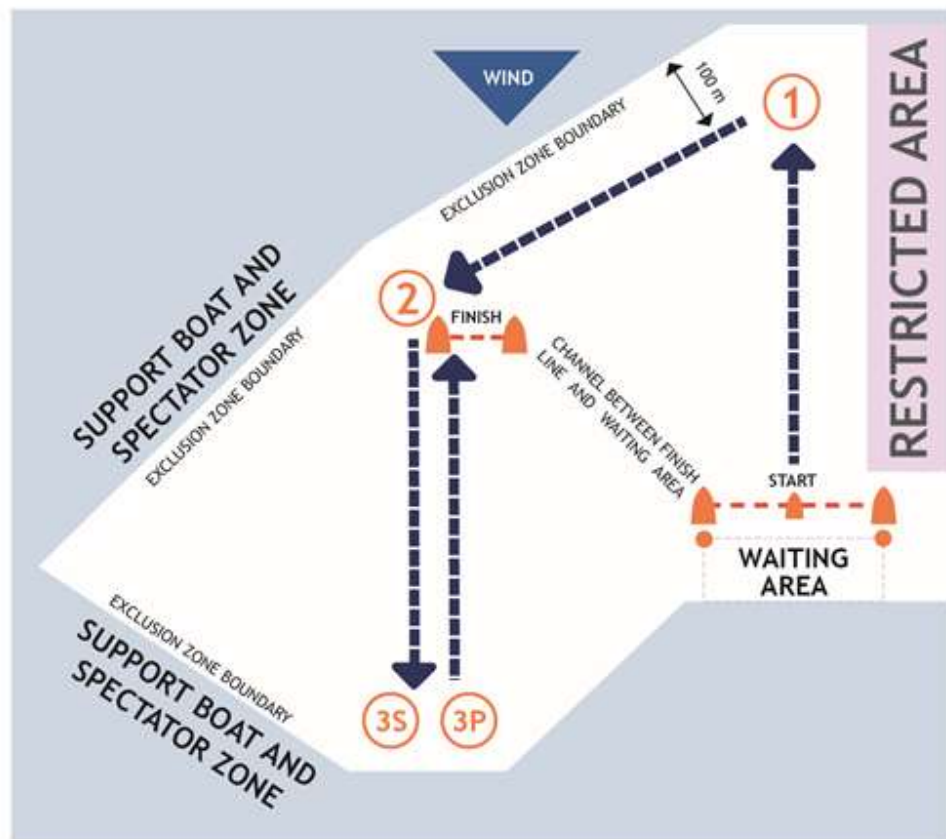 WIND
100 m
1
EXCLUSION ZONE BOUNDARY
RESTRICTED AREA
SUPPORT BOAT AND
SPECTATOR ZONE
2
FINISH
EXCLUSION ZONE BOUNDARY
CHANNEL BETWEEN FINISH
LINE AND WAITING AREA
START
WAITING
AREA
EXCLUSION ZONE BOUNDARY
SUPPORT BOAT AND
SPECTATOR ZONE
3S
3P